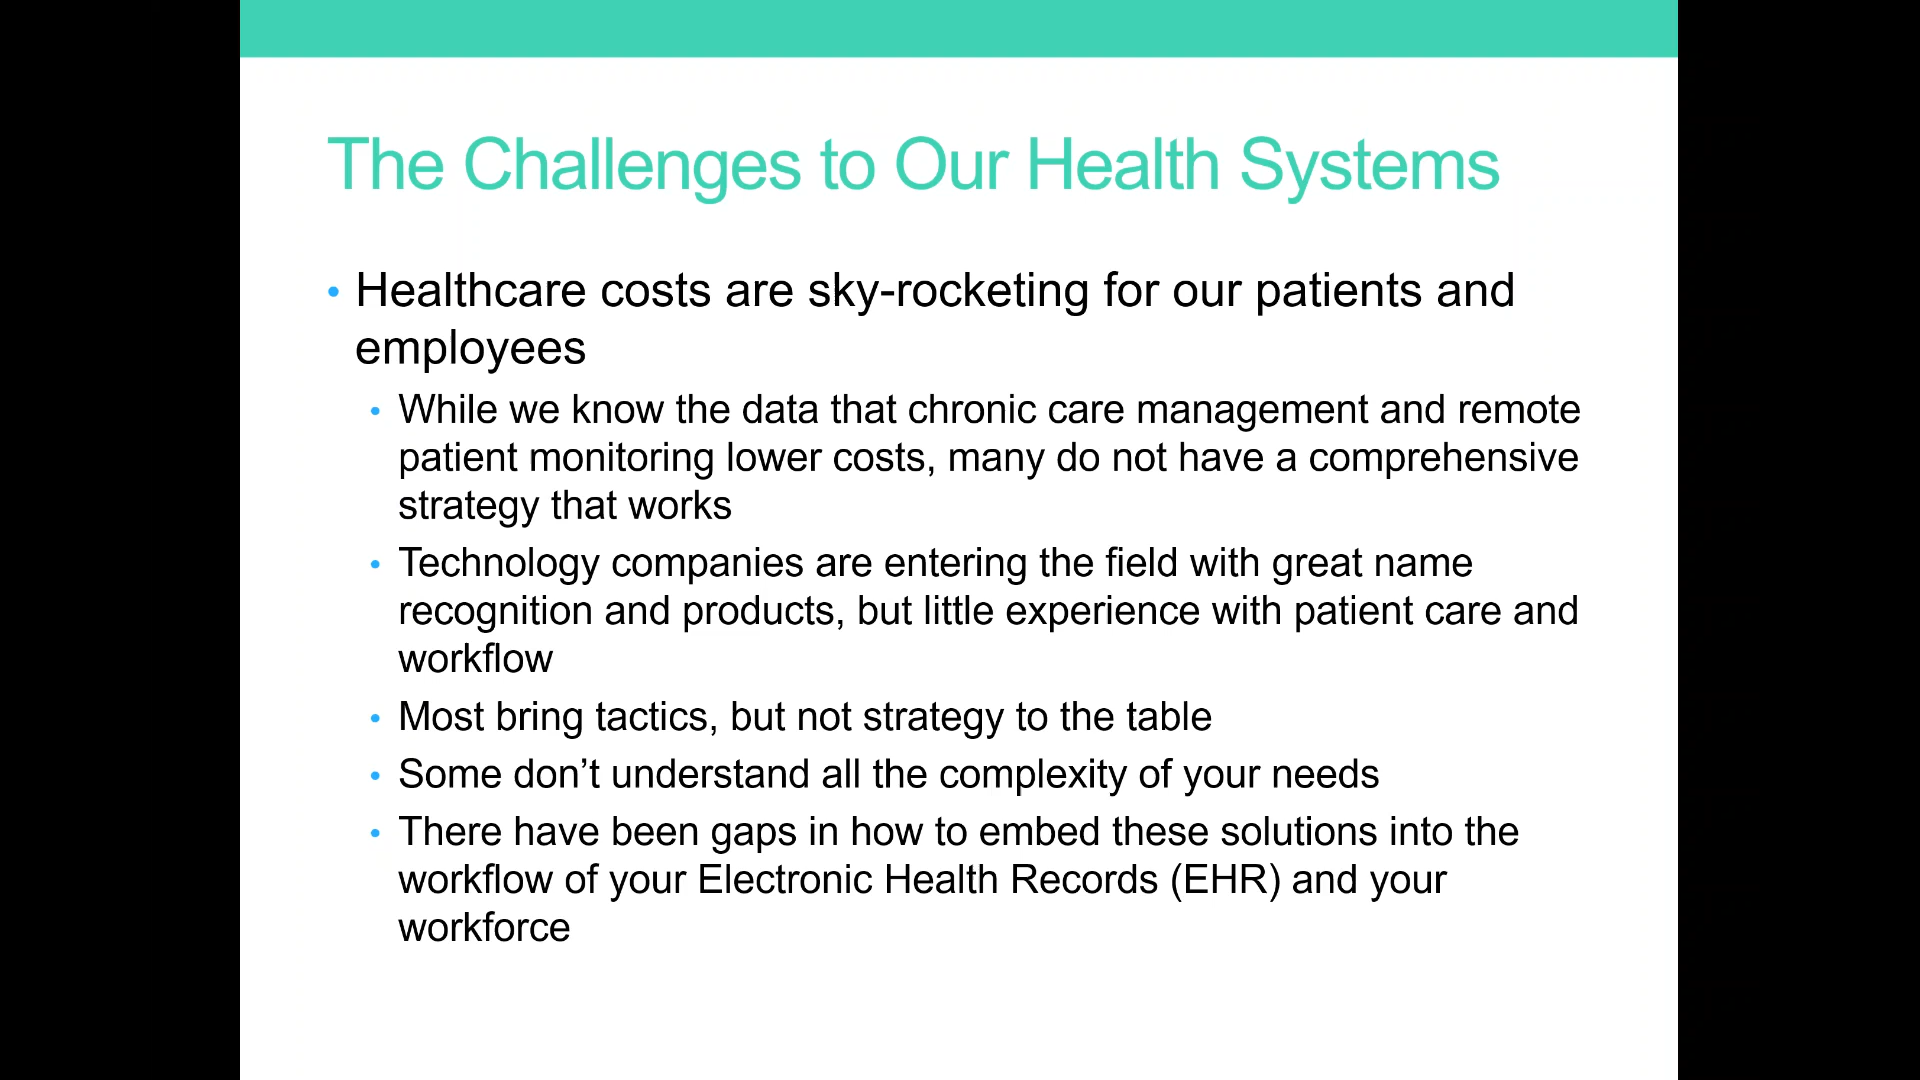 The Challenges to Our Health Systems
• Healthcare costs are sky-rocketing for our patients and
employees
• While we know the data that chronic care management and remote
patient monitoring lower costs, many do not have a comprehensive
strategy that works
• Technology companies are entering the field with great name
recognition and products, but little experience with patient care and
workflow
• Most bring tactics, but not strategy to the table
• Some don’t understand all the complexity of your needs
• There have been gaps in how to embed these solutions into the
workflow of your Electronic Health Records (EHR) and your
workforce